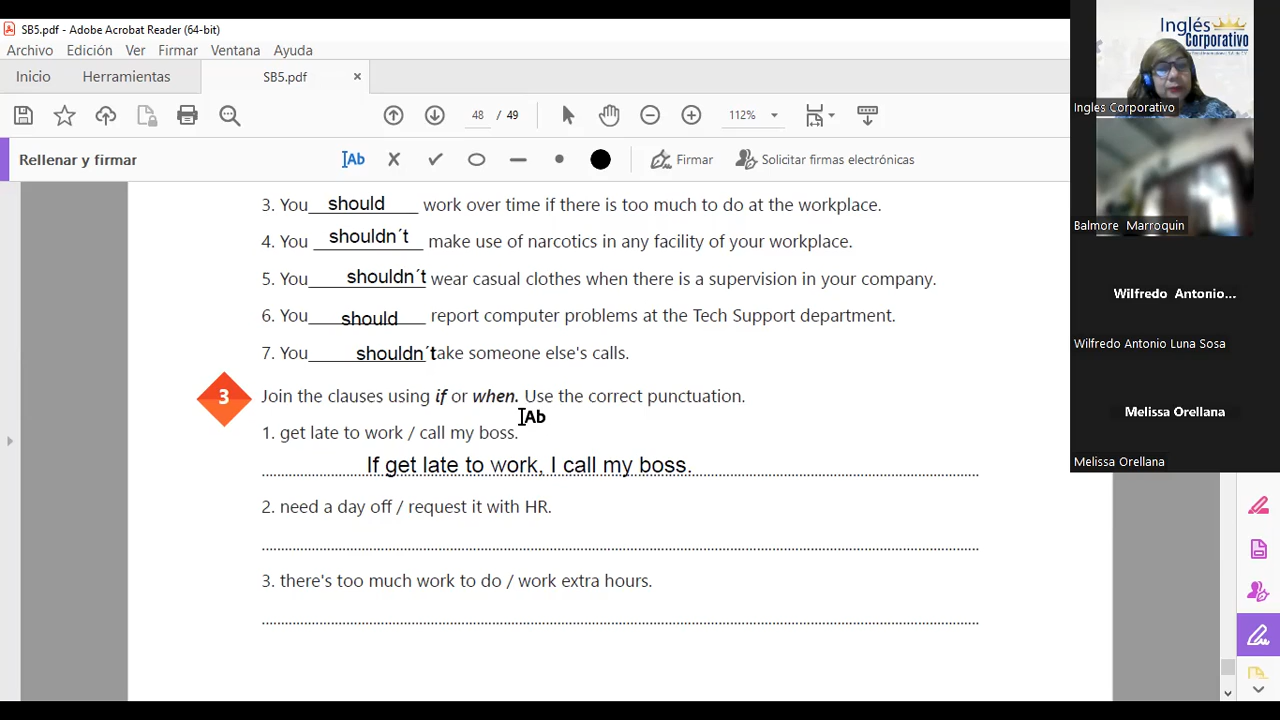 SB5.pdf - Adobe Acrobat Reader (64-bit)
Archivo Edición Ver Firmar Ventana Ayuda
Inicio Herramientas SB5.pdf ×
48 / 49 112%
Rellenar y firmar Ab Firmar Solicitar firmas electrónicas
3. You should work over time if there is too much to do at the workplace.
4. You shouldn´t make use of narcotics in any facility of your workplace.
5. You shouldn´t wear casual clothes when there is a supervision in your company.
6. You should report computer problems at the Tech Support department.
7. You shouldn´take someone else's calls.
3 Join the clauses using if or when. Use the correct punctuation.
Ab
1. get late to work / call my boss.
If get late to work, I call my boss.
2. need a day off / request it with HR.
3. there's too much work to do / work extra hours.
Inglés
Corporativo
Ingles Corporativo
Balmore Marroquin
Wilfredo Antonio...
Wilfredo Antonio Luna Sosa
Melissa Orellana
Melissa Orellana